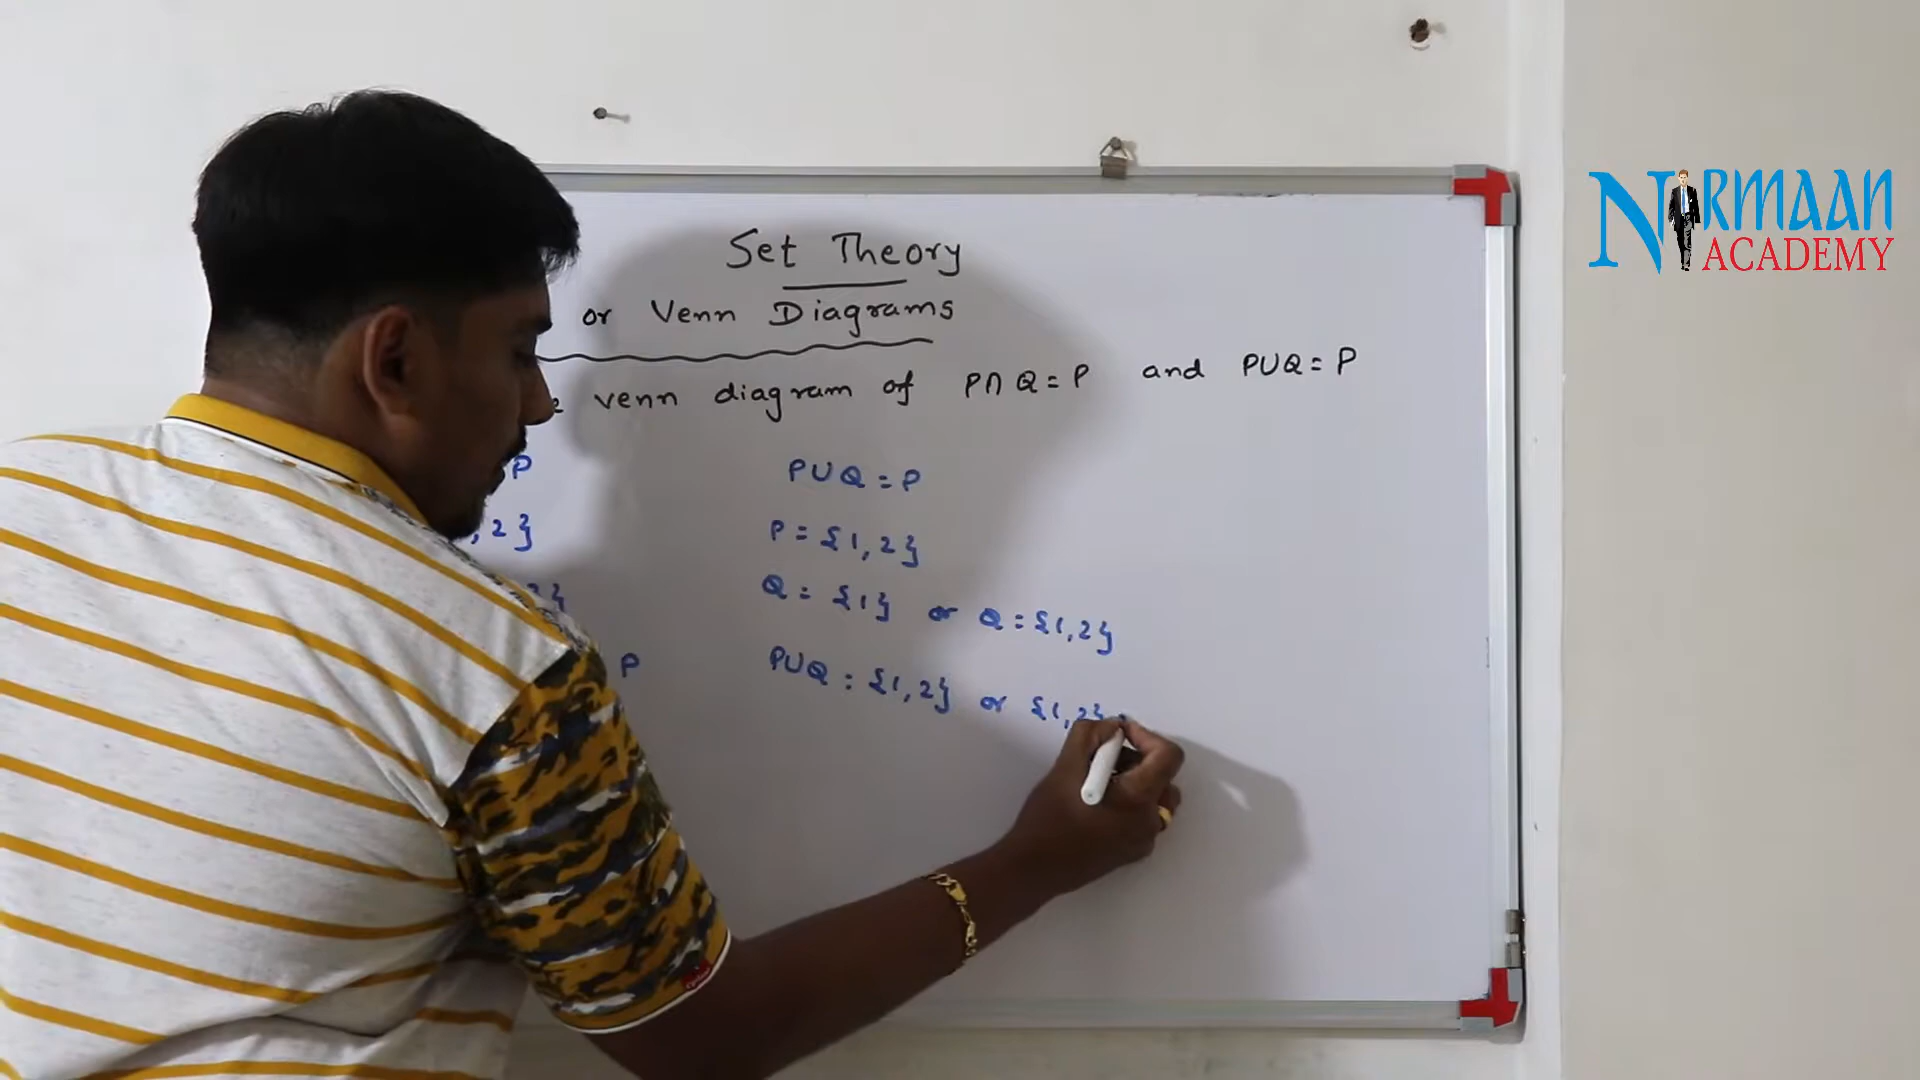 NIRMAAN
ACADEMY
Set Theory
or Venn Diagrams
venn diagram of P∩Q=P and PUQ=P
P
, 2}
P
PUQ = P
P = {1,2}
Q = {1} or Q = {1,2}
PUQ = {1,2} or {1,2}